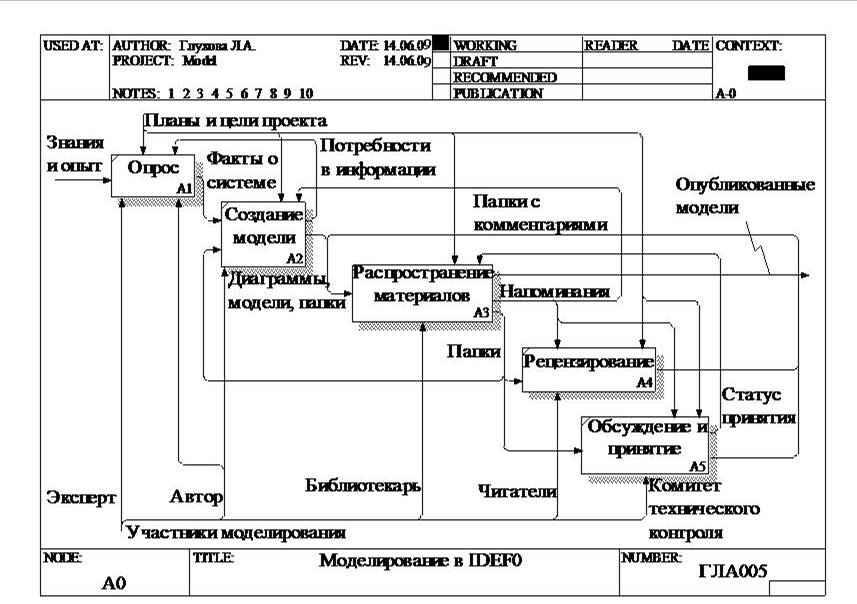 USED AT:
AUTHOR: Глухова Л.А.
DATE: 14.06.09
WORKING
READER DATE
CONTEXT:
PROJECT: Model
REV: 14.06.09
DRAFT
RECOMMENDED
NOTES: 1 2 3 4 5 6 7 8 9 10
PUBLICATION
A-0
Планы и цели проекта
Знания
и опыт
Опрос
A1
Факты о
системе
Потребности
в информации
Опубликованные
модели
Создание
модели
A2
Папки с
комментариями
Диаграммы,
модели, папки
Распространение
материалов
A3
Напоминания
Папки
Рецензирование
A4
Статус
принятия
Обсуждение и
принятие
A5
Эксперт
Автор
Библиотекарь
Читатели
Комитет
технического
контроля
Участники моделирования
NODE:
A0
TITLE:
Моделирование в IDEF0
NUMBER:
ГЛА005